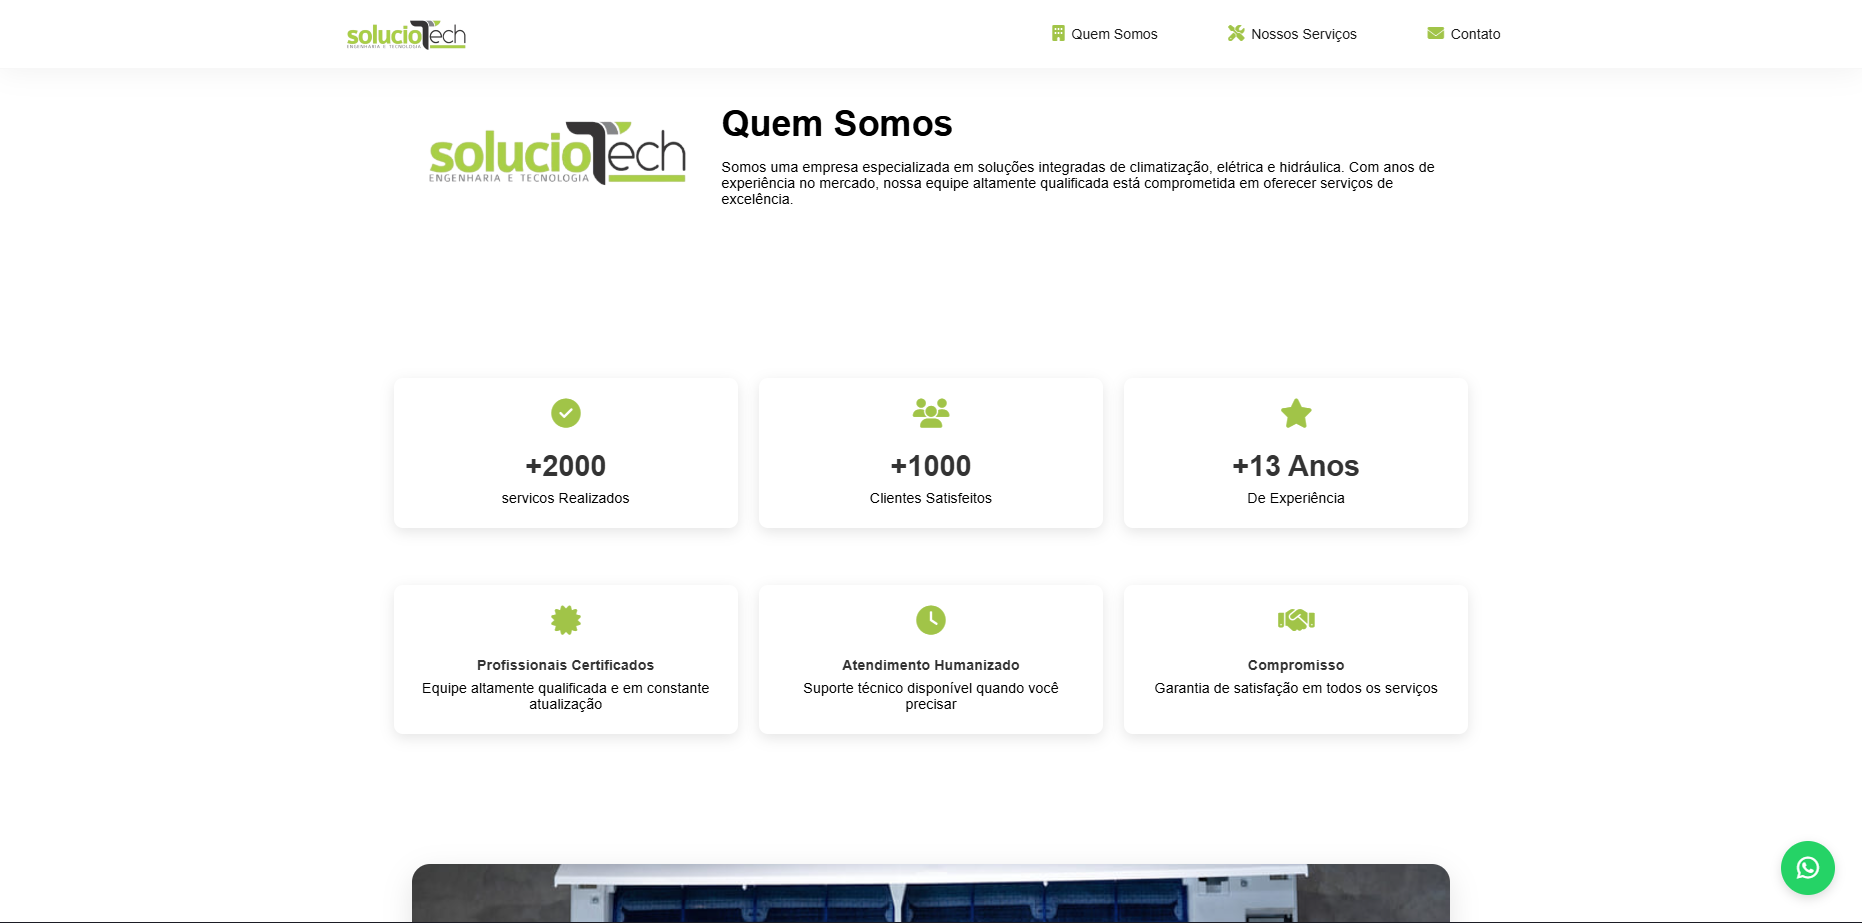 solucioTech
ENGENHARIA E TECNOLOGIA
Quem Somos
Nossos Serviços
Contato
solucioTech
ENGENHARIA E TECNOLOGIA
Quem Somos
Somos uma empresa especializada em soluções integradas de climatização, elétrica e hidráulica. Com anos de
experiência no mercado, nossa equipe altamente qualificada está comprometida em oferecer serviços de
excelência.
+2000
servicos Realizados
+1000
Clientes Satisfeitos
+13 Anos
De Experiência
Profissionais Certificados
Equipe altamente qualificada e em constante
atualização
Atendimento Humanizado
Suporte técnico disponível quando você
precisar
Compromisso
Garantia de satisfação em todos os serviços